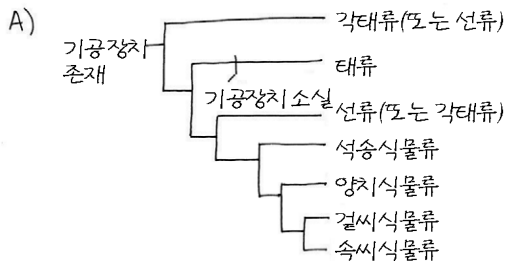 A)
각태류(또는 선류)
기공장치
존재
태류
기공장치 소실
선류(또는 각태류)
석송식물류
양치식물류
겉씨식물류
속씨식물류